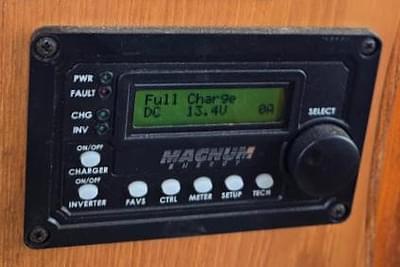 PWR
FAULT
CHG
INV
ON/OFF
CHARGER
ON/OFF
INVERTER
Full Charge
DC 13.4V 0A
MAGNUM
ENERGY
FAVS CTRL METER SETUP TECH
SELECT